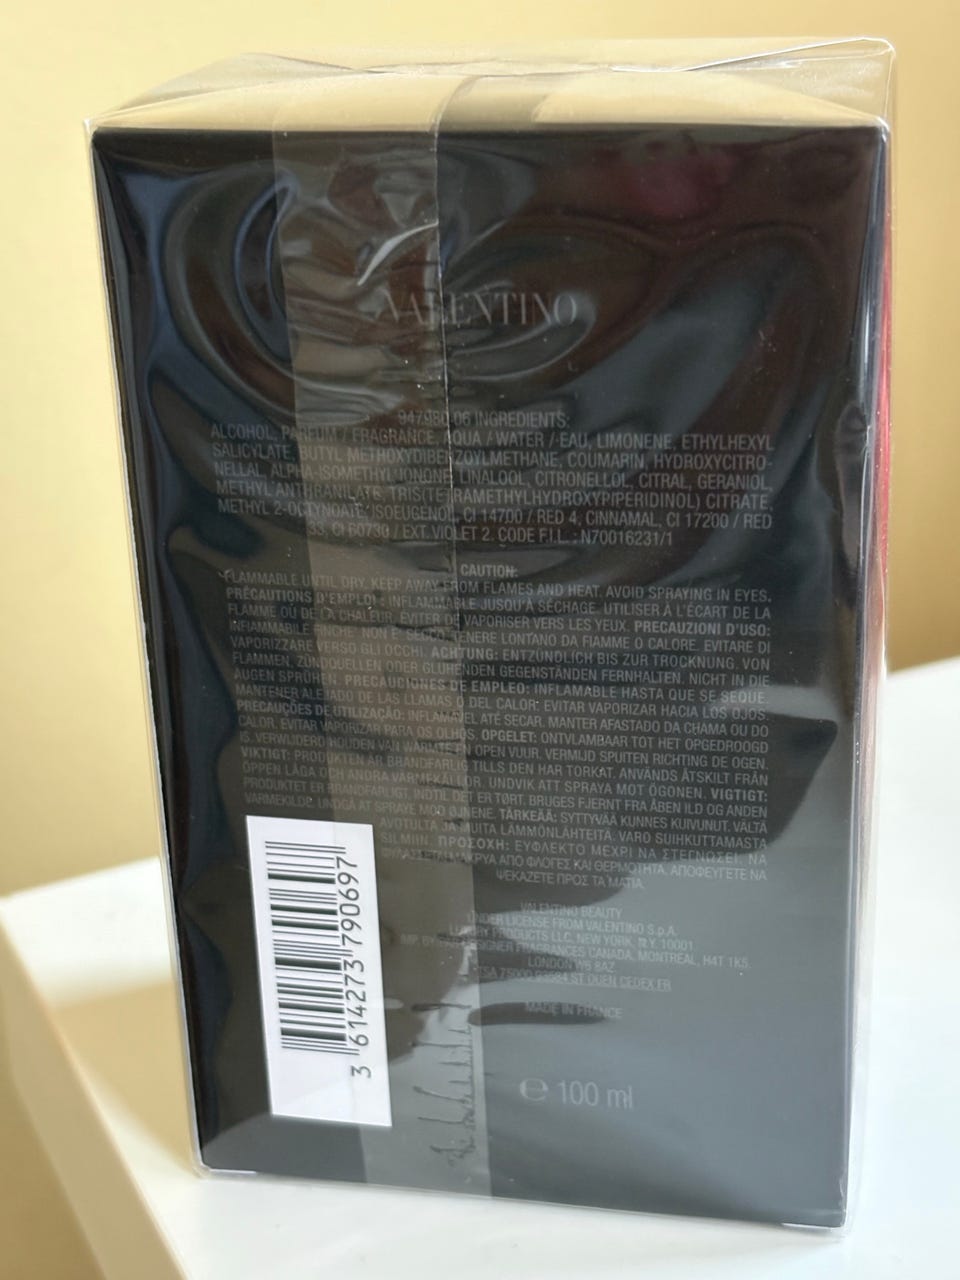 VALENTINO
947980 06 INGREDIENTS:
ALCOHOL, PARFUM / FRAGRANCE, AQUA / WATER / EAU, LIMONENE, ETHYLHEXYL
SALICYLATE, BUTYL METHOXYDIBENZOYLMETHANE, COUMARIN, HYDROXYCITRO-
NELLAL, ALPHA-ISOMETHYL IONONE, LINALOOL, CITRONELLOL, CITRAL, GERANIOL,
METHYL ANTHRANILATE, TRIS(TETRAMETHYLHYDROXYPIPERIDINOL) CITRATE,
METHYL 2-OCTYNOATE, ISOEUGENOL, CI 14700 / RED 4, CINNAMAL, CI 17200 / RED
33, CI 60730 / EXT. VIOLET 2. CODE F.I.L. : N70016231/1
CAUTION:
FLAMMABLE UNTIL DRY. KEEP AWAY FROM FLAMES AND HEAT. AVOID SPRAYING IN EYES.
PRÉCAUTIONS D'EMPLOI : INFLAMMABLE JUSQU'À SÉCHAGE. UTILISER À L'ÉCART DE LA
FLAMME OÙ DE LA CHALEUR. ÉVITER DE VAPORISER VERS LES YEUX. PRECAUZIONI D'USO:
INFIAMMABILE FINCHE' NON E' SECCO. TENERE LONTANO DA FIAMME O CALORE. EVITARE DI
VAPORIZZARE VERSO GLI OCCHI. ACHTUNG: ENTZÜNDLICH BIS ZUR TROCKNUNG. VON
FLAMMEN, ZÜNDQUELLEN ODER GLÜHENDEN GEGENSTÄNDEN FERNHALTEN. NICHT IN DIE
AUGEN SPRÜHEN. PRECAUCIONES DE EMPLEO: INFLAMABLE HASTA QUE SE SEQUE.
MANTENER ALEJADO DE LAS LLAMAS O DEL CALOR. EVITAR VAPORIZAR HACIA LOS OJOS.
PRECAUÇÕES DE UTILIZAÇÃO: INFLAMÁVEL ATÉ SECAR. MANTER AFASTADO DA CHAMA OU DO
CALOR. EVITAR VAPORIZAR PARA OS OLHOS. OPGELET: ONTVLAMBAAR TOT HET OPGEDROOGD
IS. VERWIJDERD HOUDEN VAN WARMTE EN OPEN VUUR. VERMIJD SPUITEN RICHTING DE OGEN.
VIKTIGT: PRODUKTEN ÄR BRANDFARLIG TILLS DEN HAR TORKAT. ANVÄNDS ÅTSKILT FRÅN
ÖPPEN LÅGA OCH ANDRA VÄRMEKÄLLOR. UNDVIK ATT SPRAYA MOT ÖGONEN. VIGTIGT:
PRODUKTET ER BRANDFARLIGT, INDTIL DET ER TØRT. BRUGES FJERNT FRA ÅBEN ILD OG ANDEN
VARMEKILDE. UNDGÅ AT SPRAYE MOD ØJNENE. TÄRKEÄÄ: SYTTYVÄÄ KUNNES KUIVUNUT. VÄLTÄ
AVOTULTA JA MUITA LÄMMÖNLÄHTEITÄ. VARO SUIHKUTTAMASTA
SILMIIN. ΠΡΟΣΟΧΗ: ΕΥΦΛΕΚΤΟ ΜΕΧΡΙ ΝΑ ΣΤΕΓΝΩΣΕΙ. ΝΑ
ΦΥΛΑΣΣΕΤΑΙ ΜΑΚΡΥΑ ΑΠΟ ΦΛΟΓΕΣ ΚΑΙ ΘΕΡΜΟΤΗΤΑ. ΑΠΟΦΕΥΓΕΤΕ ΝΑ
ΨΕΚΑΖΕΤΕ ΠΡΟΣ ΤΑ ΜΑΤΙΑ.
VALENTINO BEAUTY
UNDER LICENSE FROM VALENTINO S.p.A.
LUXURY PRODUCTS LLC, NEW YORK, N.Y. 10001
IMP. BY DESIGNER FRAGRANCES CANADA, MONTREAL, H4T 1K5.
LONDON W6 8AZ
TSA 75000 93584 ST OUEN CEDEX FR
MADE IN FRANCE
℮ 100 ml
3 614273 790697